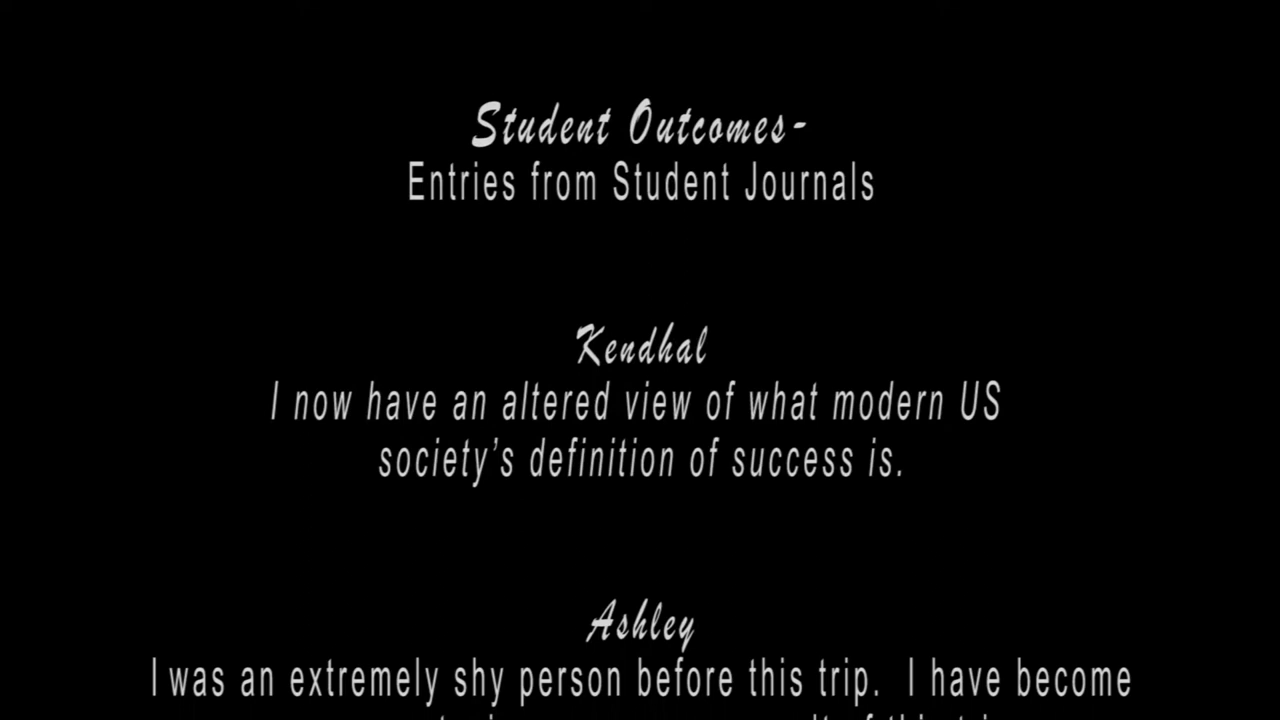 Student Outcomes-
Entries from Student Journals
Kendhal
I now have an altered view of what modern US
society's definition of success is.
Ashley
I was an extremely shy person before this trip. I have become